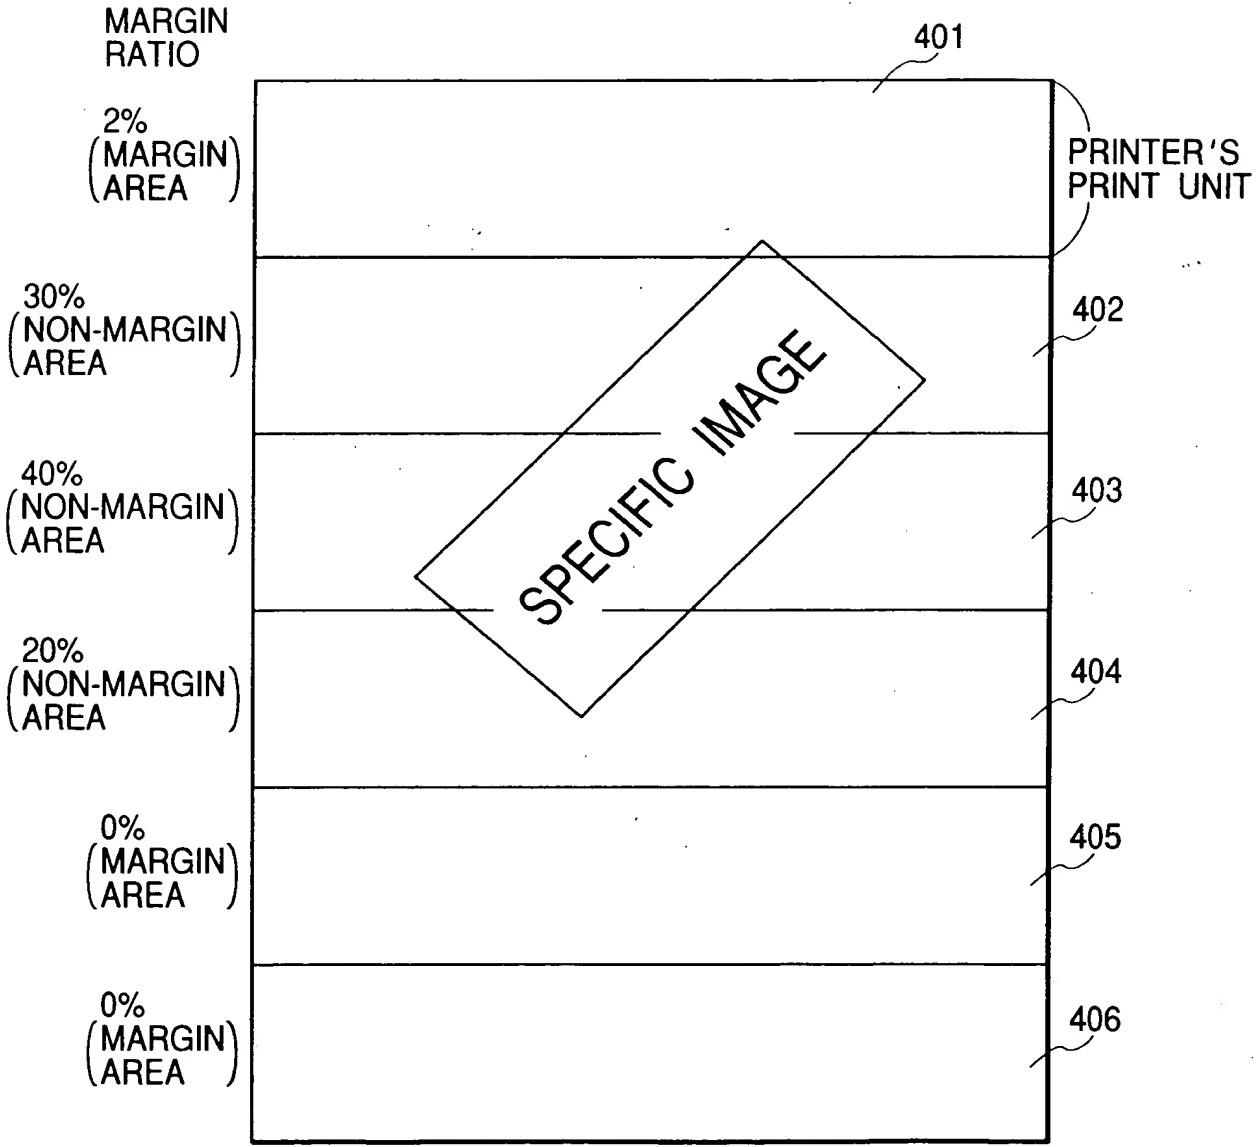 MARGIN
RATIO
401
2%
(MARGIN
AREA)
PRINTER'S
PRINT UNIT
30%
(NON-MARGIN
AREA)
402
SPECIFIC IMAGE
40%
(NON-MARGIN
AREA)
403
20%
(NON-MARGIN
AREA)
404
0%
(MARGIN
AREA)
405
0%
(MARGIN
AREA)
406